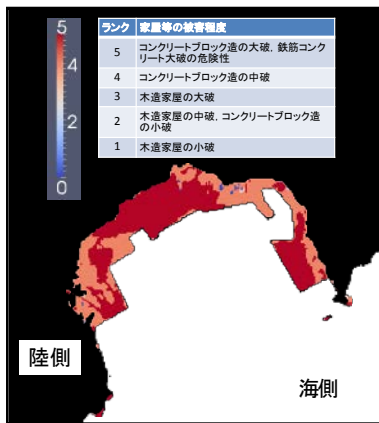 5
4
2
0
ランク 家屋等の被害程度
5 コンクリートブロック造の大破, 鉄筋コンク
リート大破の危険性
4 コンクリートブロック造の中破
3 木造家屋の大破
2 木造家屋の中破, コンクリートブロック造
の小破
1 木造家屋の小破
陸側
海側